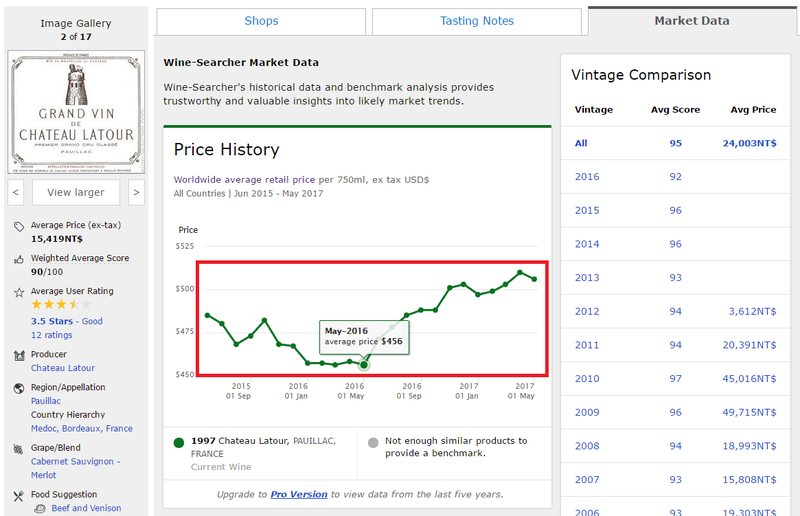 Image Gallery
2 of 17
GRAND VIN
DE
CHATEAU LATOUR
PREMIER GRAND CRU CLASSÉ
PAUILLAC
<
View larger
>
Average Price (ex-tax)
15,419NT$
Weighted Average Score
90/100
Average User Rating
3.5 Stars - Good
12 ratings
Producer
Chateau Latour
Region/Appellation
Pauillac
Country Hierarchy
Medoc, Bordeaux, France
Grape/Blend
Cabernet Sauvignon -
Merlot
Food Suggestion
Beef and Venison
Shops
Tasting Notes
Market Data
Wine-Searcher Market Data
Wine-Searcher's historical data and benchmark analysis provides
trustworthy and valuable insights into likely market trends.
Price History
Worldwide average retail price per 750ml, ex tax USD$
All Countries | Jun 2015 - May 2017
Price
$525
$500
$475
$450
May-2016
average price $456
2015
01 Sep
2016
01 Jan
2016
01 May
2016
01 Sep
2017
01 Jan
2017
01 May
1997 Chateau Latour, PAUILLAC,
FRANCE
Current Wine
Not enough similar products to
provide a benchmark.
Upgrade to Pro Version to view data from the last five years.
Vintage Comparison
Vintage Avg Score Avg Price
All 95 24,003NT$
2016 92
2015 96
2014 96
2013 93
2012 94 3,612NT$
2011 94 20,391NT$
2010 97 45,016NT$
2009 96 49,715NT$
2008 94 18,993NT$
2007 93 15,808NT$
2006 93 19,303NT$